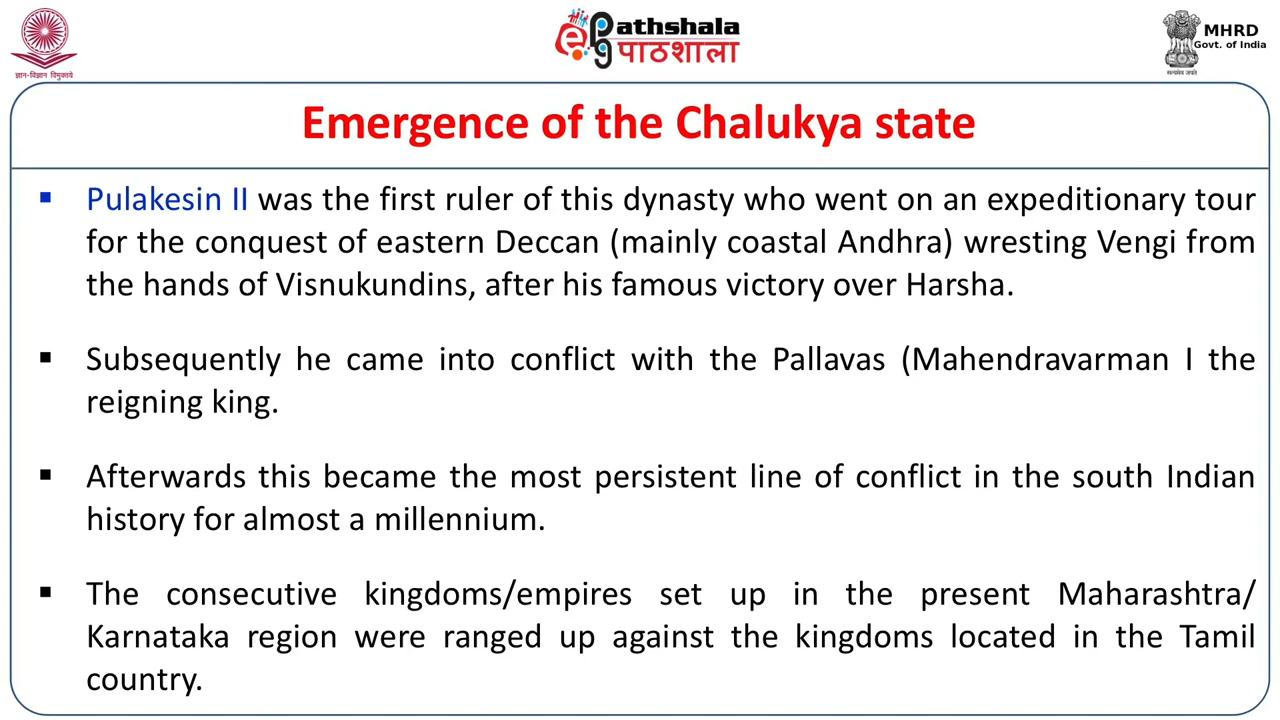 ज्ञान-विज्ञान विमुक्तये
ePathshala
पाठशाला
MHRD
Govt. of India
सत्यमेव जयते
Emergence of the Chalukya state
▪ Pulakesin II was the first ruler of this dynasty who went on an expeditionary tour
for the conquest of eastern Deccan (mainly coastal Andhra) wresting Vengi from
the hands of Visnukundins, after his famous victory over Harsha.
▪ Subsequently he came into conflict with the Pallavas (Mahendravarman I the
reigning king.
▪ Afterwards this became the most persistent line of conflict in the south Indian
history for almost a millennium.
▪ The consecutive kingdoms/empires set up in the present Maharashtra/
Karnataka region were ranged up against the kingdoms located in the Tamil
country.